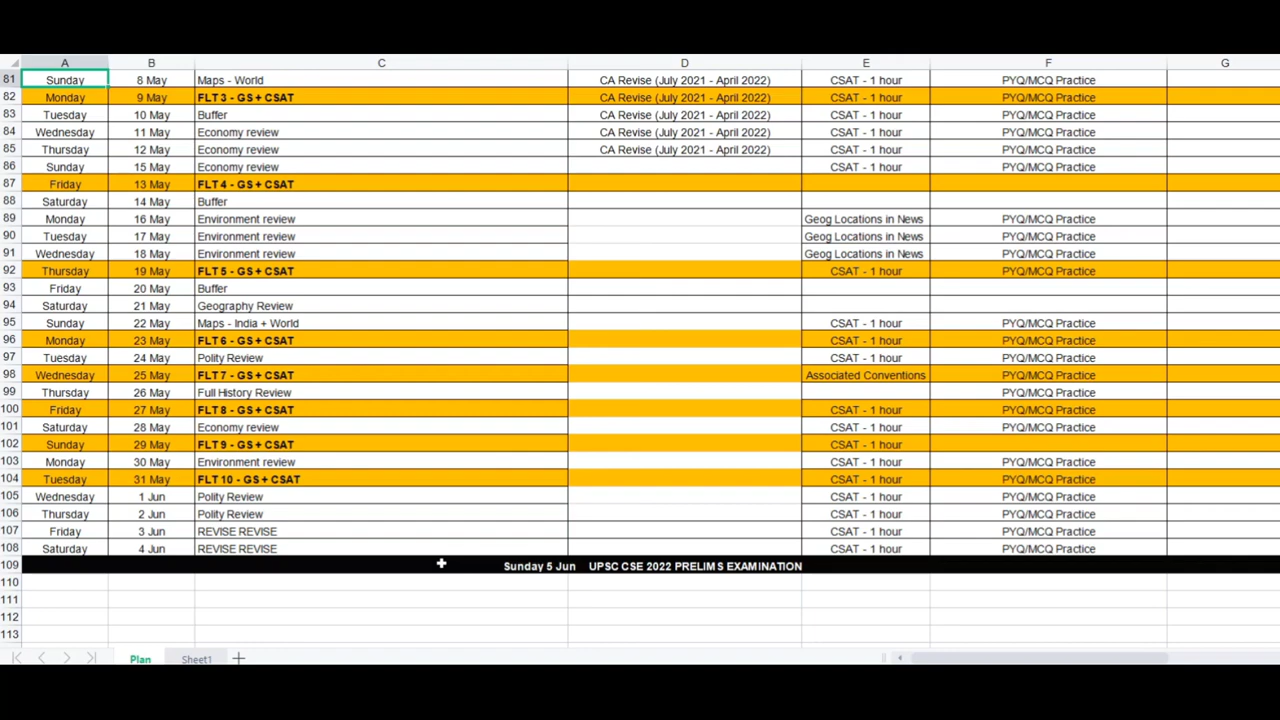 A B C D E F G
81 Sunday 8 May Maps - World CA Revise (July 2021 - April 2022) CSAT - 1 hour PYQ/MCQ Practice
82 Monday 9 May FLT 3 - GS + CSAT CA Revise (July 2021 - April 2022) CSAT - 1 hour PYQ/MCQ Practice
83 Tuesday 10 May Buffer CA Revise (July 2021 - April 2022) CSAT - 1 hour PYQ/MCQ Practice
84 Wednesday 11 May Economy review CA Revise (July 2021 - April 2022) CSAT - 1 hour PYQ/MCQ Practice
85 Thursday 12 May Economy review CA Revise (July 2021 - April 2022) CSAT - 1 hour PYQ/MCQ Practice
86 Sunday 15 May Economy review CSAT - 1 hour PYQ/MCQ Practice
87 Friday 13 May FLT 4 - GS + CSAT
88 Saturday 14 May Buffer
89 Monday 16 May Environment review Geog Locations in News PYQ/MCQ Practice
90 Tuesday 17 May Environment review Geog Locations in News PYQ/MCQ Practice
91 Wednesday 18 May Environment review Geog Locations in News PYQ/MCQ Practice
92 Thursday 19 May FLT 5 - GS + CSAT CSAT - 1 hour PYQ/MCQ Practice
93 Friday 20 May Buffer
94 Saturday 21 May Geography Review
95 Sunday 22 May Maps - India + World CSAT - 1 hour PYQ/MCQ Practice
96 Monday 23 May FLT 6 - GS + CSAT CSAT - 1 hour PYQ/MCQ Practice
97 Tuesday 24 May Polity Review CSAT - 1 hour PYQ/MCQ Practice
98 Wednesday 25 May FLT 7 - GS + CSAT Associated Conventions PYQ/MCQ Practice
99 Thursday 26 May Full History Review PYQ/MCQ Practice
100 Friday 27 May FLT 8 - GS + CSAT CSAT - 1 hour PYQ/MCQ Practice
101 Saturday 28 May Economy review CSAT - 1 hour PYQ/MCQ Practice
102 Sunday 29 May FLT 9 - GS + CSAT CSAT - 1 hour
103 Monday 30 May Environment review CSAT - 1 hour PYQ/MCQ Practice
104 Tuesday 31 May FLT 10 - GS + CSAT CSAT - 1 hour PYQ/MCQ Practice
105 Wednesday 1 Jun Polity Review CSAT - 1 hour PYQ/MCQ Practice
106 Thursday 2 Jun Polity Review CSAT - 1 hour PYQ/MCQ Practice
107 Friday 3 Jun REVISE REVISE CSAT - 1 hour PYQ/MCQ Practice
108 Saturday 4 Jun REVISE REVISE CSAT - 1 hour PYQ/MCQ Practice
109 Sunday 5 Jun UPSC CSE 2022 PRELIMS EXAMINATION
110
111
112
113
Plan Sheet1